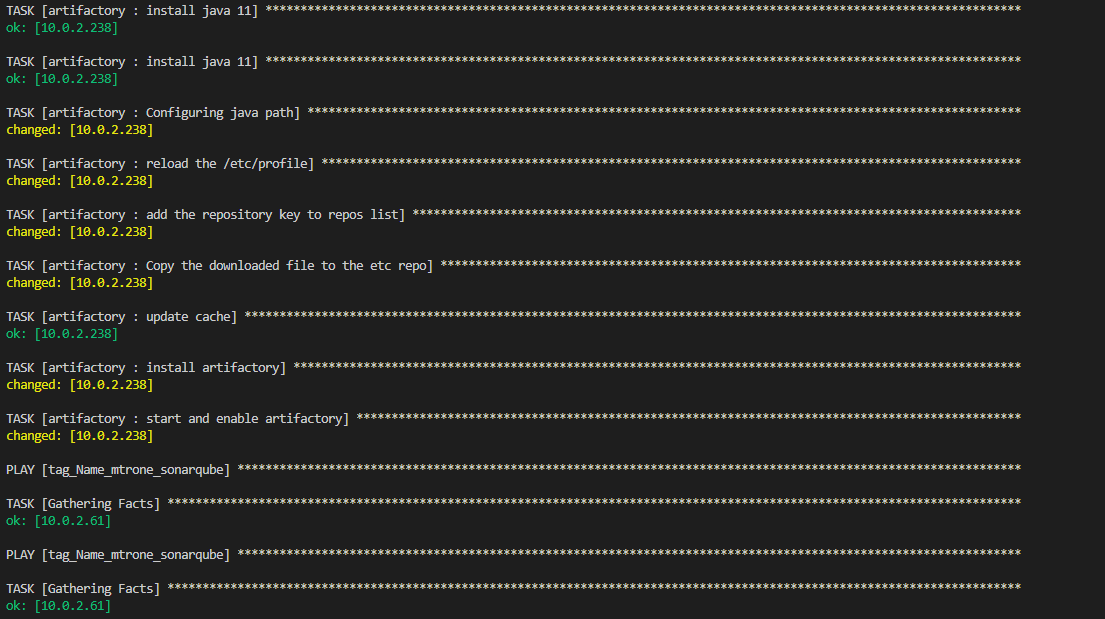 TASK [artifactory : install java 11] ************************************************************************************************************
ok: [10.0.2.238]
TASK [artifactory : install java 11] ************************************************************************************************************
ok: [10.0.2.238]
TASK [artifactory : Configuring java path] ******************************************************************************************************
changed: [10.0.2.238]
TASK [artifactory : reload the /etc/profile] ****************************************************************************************************
changed: [10.0.2.238]
TASK [artifactory : add the repository key to repos list] ***************************************************************************************
changed: [10.0.2.238]
TASK [artifactory : Copy the downloaded file to the etc repo] ***********************************************************************************
changed: [10.0.2.238]
TASK [artifactory : update cache] ***************************************************************************************************************
ok: [10.0.2.238]
TASK [artifactory : install artifactory] ********************************************************************************************************
changed: [10.0.2.238]
TASK [artifactory : start and enable artifactory] ***********************************************************************************************
changed: [10.0.2.238]
PLAY [tag_Name_mtrone_sonarqube] ****************************************************************************************************************
TASK [Gathering Facts] **************************************************************************************************************************
ok: [10.0.2.61]
PLAY [tag_Name_mtrone_sonarqube] ****************************************************************************************************************
TASK [Gathering Facts] **************************************************************************************************************************
ok: [10.0.2.61]